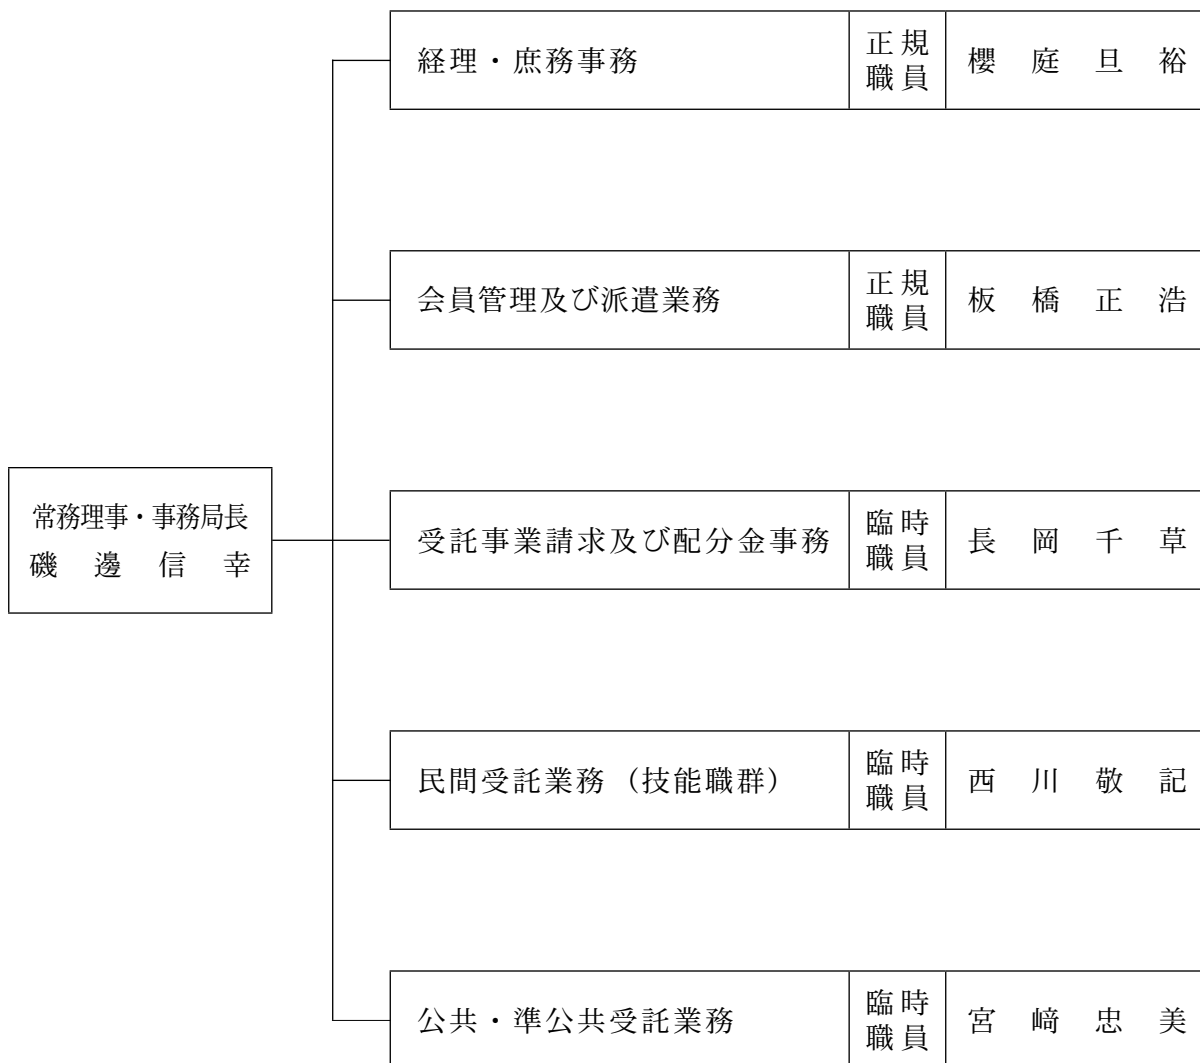 経理・庶務事務
正規
職員
櫻庭旦裕
会員管理及び派遣業務
正規
職員
板橋正浩
常務理事・事務局長
磯邊信幸
受託事業請求及び配分金事務
臨時
職員
長岡千草
民間受託業務（技能職群）
臨時
職員
西川敬記
公共・準公共受託業務
臨時
職員
宮﨑忠美